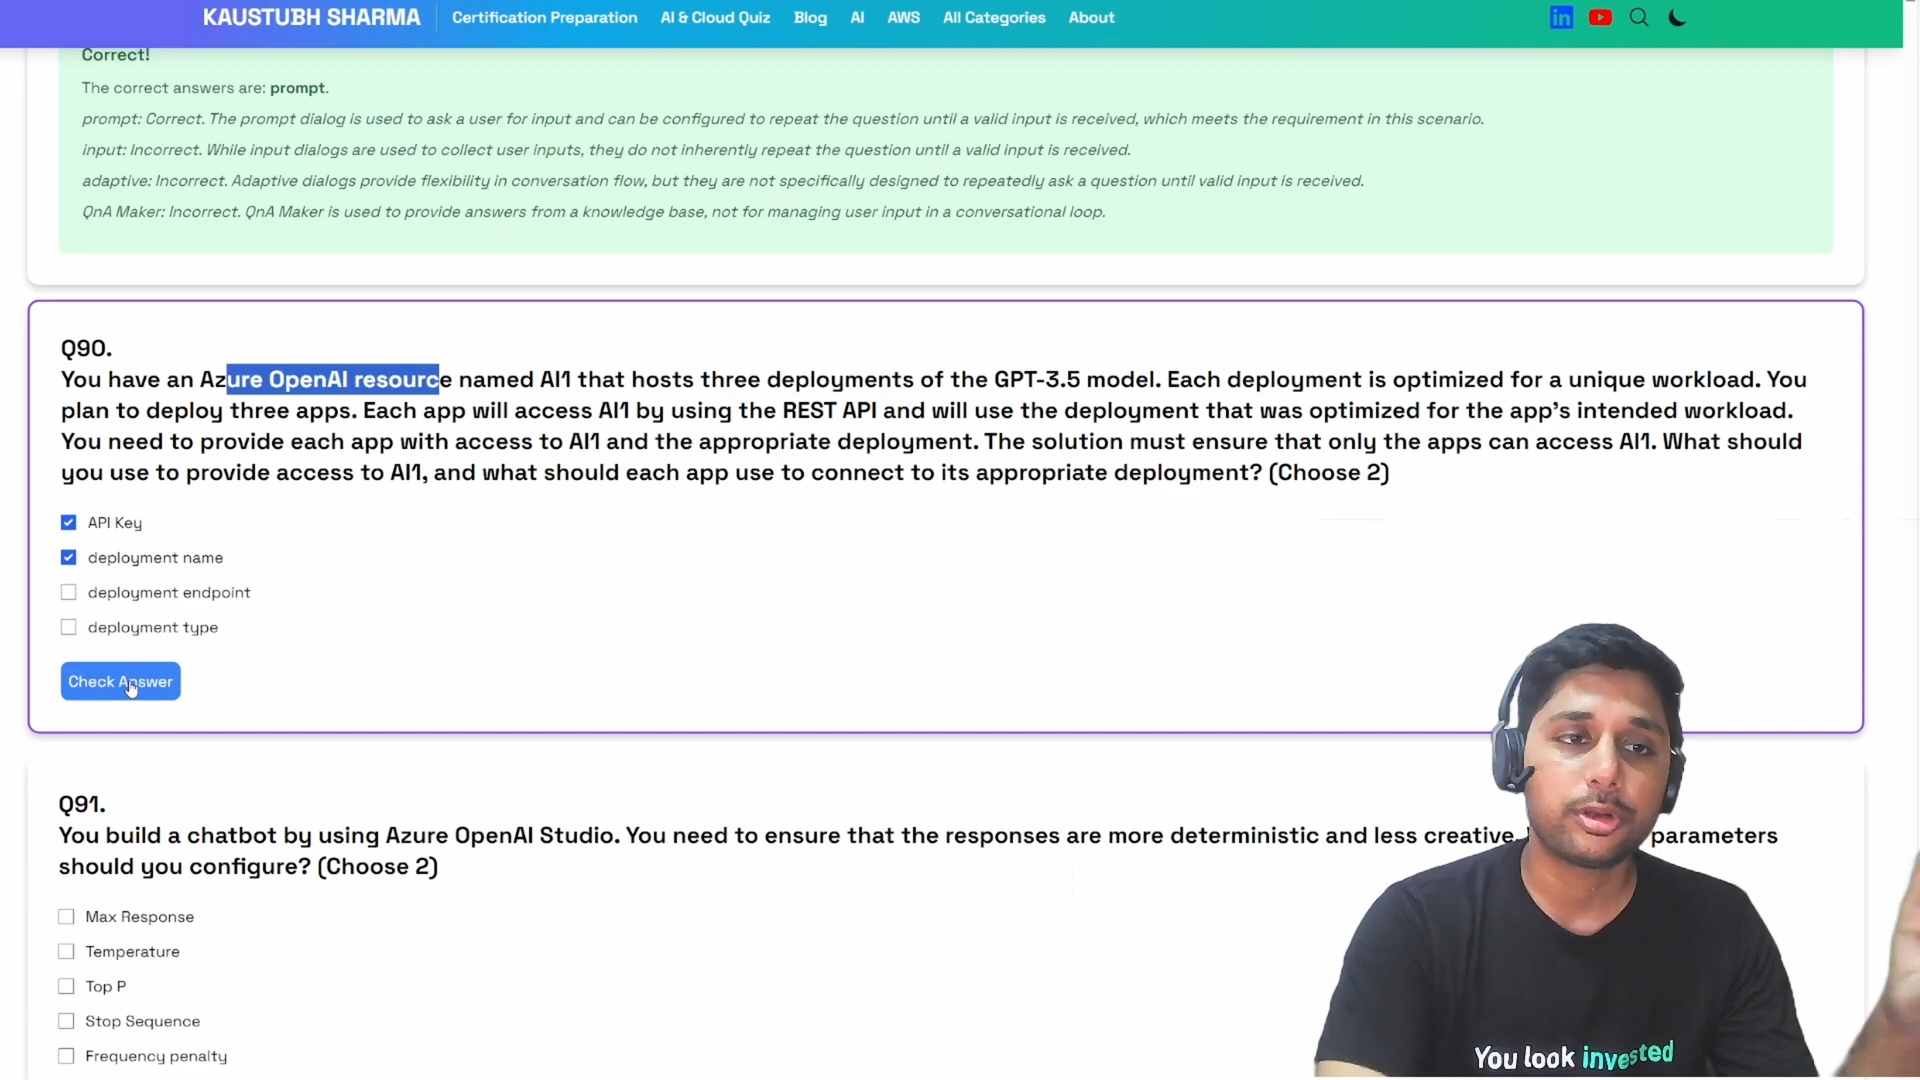 KAUSTUBH SHARMA
Certification Preparation
AI & Cloud Quiz
Blog
AI
AWS
All Categories
About
in
Correct!
The correct answers are: prompt.
prompt: Correct. The prompt dialog is used to ask a user for input and can be configured to repeat the question until a valid input is received, which meets the requirement in this scenario.
input: Incorrect. While input dialogs are used to collect user inputs, they do not inherently repeat the question until a valid input is received.
adaptive: Incorrect. Adaptive dialogs provide flexibility in conversation flow, but they are not specifically designed to repeatedly ask a question until valid input is received.
QnA Maker: Incorrect. QnA Maker is used to provide answers from a knowledge base, not for managing user input in a conversational loop.
Q90.
You have an Azure OpenAI resource named AI1 that hosts three deployments of the GPT-3.5 model. Each deployment is optimized for a unique workload. You
plan to deploy three apps. Each app will access AI1 by using the REST API and will use the deployment that was optimized for the app's intended workload.
You need to provide each app with access to AI1 and the appropriate deployment. The solution must ensure that only the apps can access AI1. What should
you use to provide access to AI1, and what should each app use to connect to its appropriate deployment? (Choose 2)
API Key
deployment name
deployment endpoint
deployment type
Check Answer
Q91.
You build a chatbot by using Azure OpenAI Studio. You need to ensure that the responses are more deterministic and less creative. parameters
should you configure? (Choose 2)
Max Response
Temperature
Top P
Stop Sequence
Frequency penalty
You look invested